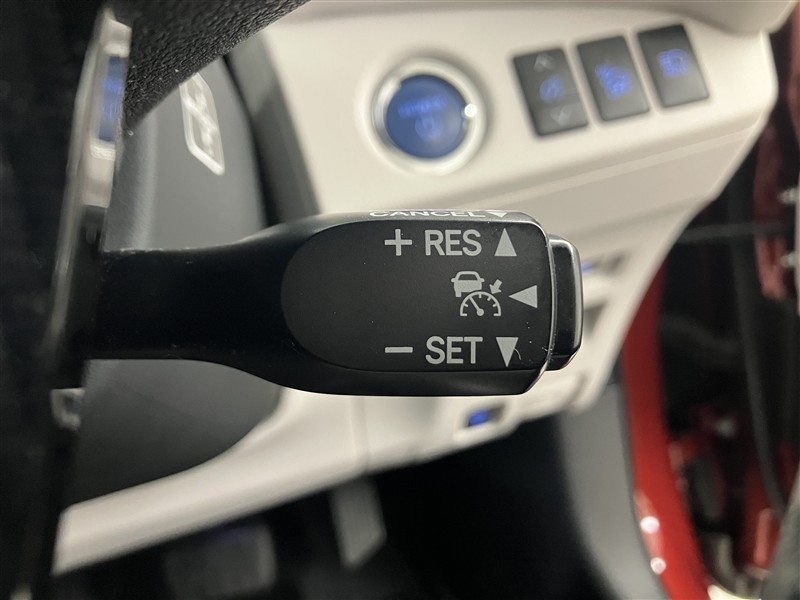 CANCEL
+ RES
- SET